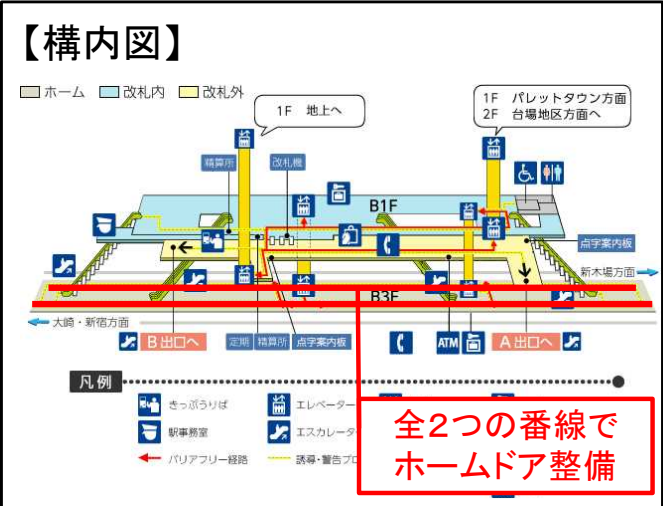 【構内図】
ホーム 改札内 改札外
1F 地上へ
1F パレットタウン方面
2F 台場地区方面へ
精算所 改札機
B1F
点字案内板
新木場方面
B3F
大崎・新宿方面
B出口へ 定期 精算所 点字案内板 ATM A出口へ
凡例
きっぷうりば エレベーター
駅事務室 エスカレータ
バリアフリー経路 誘導・警告ブロ
全2つの番線で
ホームドア整備